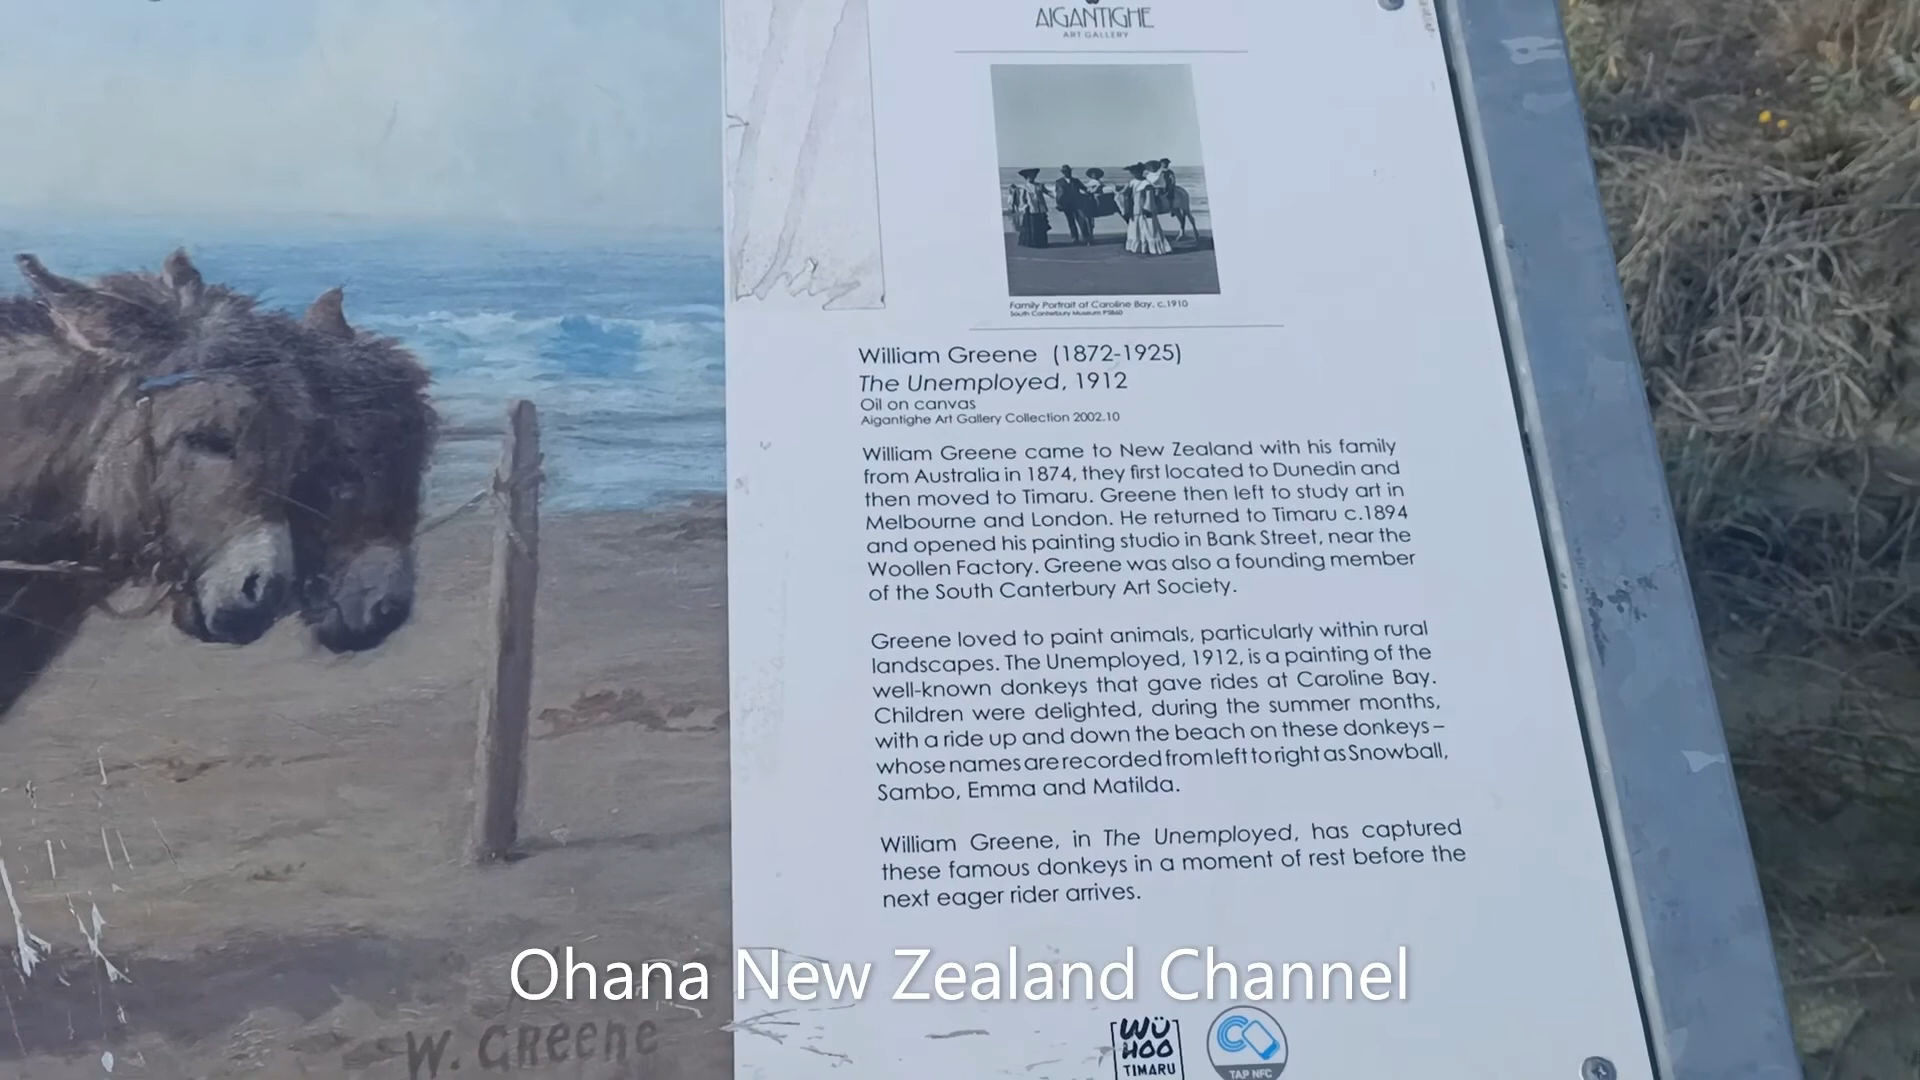 AIGANTIGHE
ART GALLERY
Family Portrait at Caroline Bay, c.1910
South Canterbury Museum P3860
William Greene (1872-1925)
The Unemployed, 1912
Oil on canvas
Aigantighe Art Gallery Collection 2002.10
William Greene came to New Zealand with his family
from Australia in 1874, they first located to Dunedin and
then moved to Timaru. Greene then left to study art in
Melbourne and London. He returned to Timaru c.1894
and opened his painting studio in Bank Street, near the
Woollen Factory. Greene was also a founding member
of the South Canterbury Art Society.
Greene loved to paint animals, particularly within rural
landscapes. The Unemployed, 1912, is a painting of the
well-known donkeys that gave rides at Caroline Bay.
Children were delighted, during the summer months,
with a ride up and down the beach on these donkeys –
whose names are recorded from left to right as Snowball,
Sambo, Emma and Matilda.
William Greene, in The Unemployed, has captured
these famous donkeys in a moment of rest before the
next eager rider arrives.
Ohana New Zealand Channel
W. GREENE
WÜ
HOO
TIMARU
TAP NFC